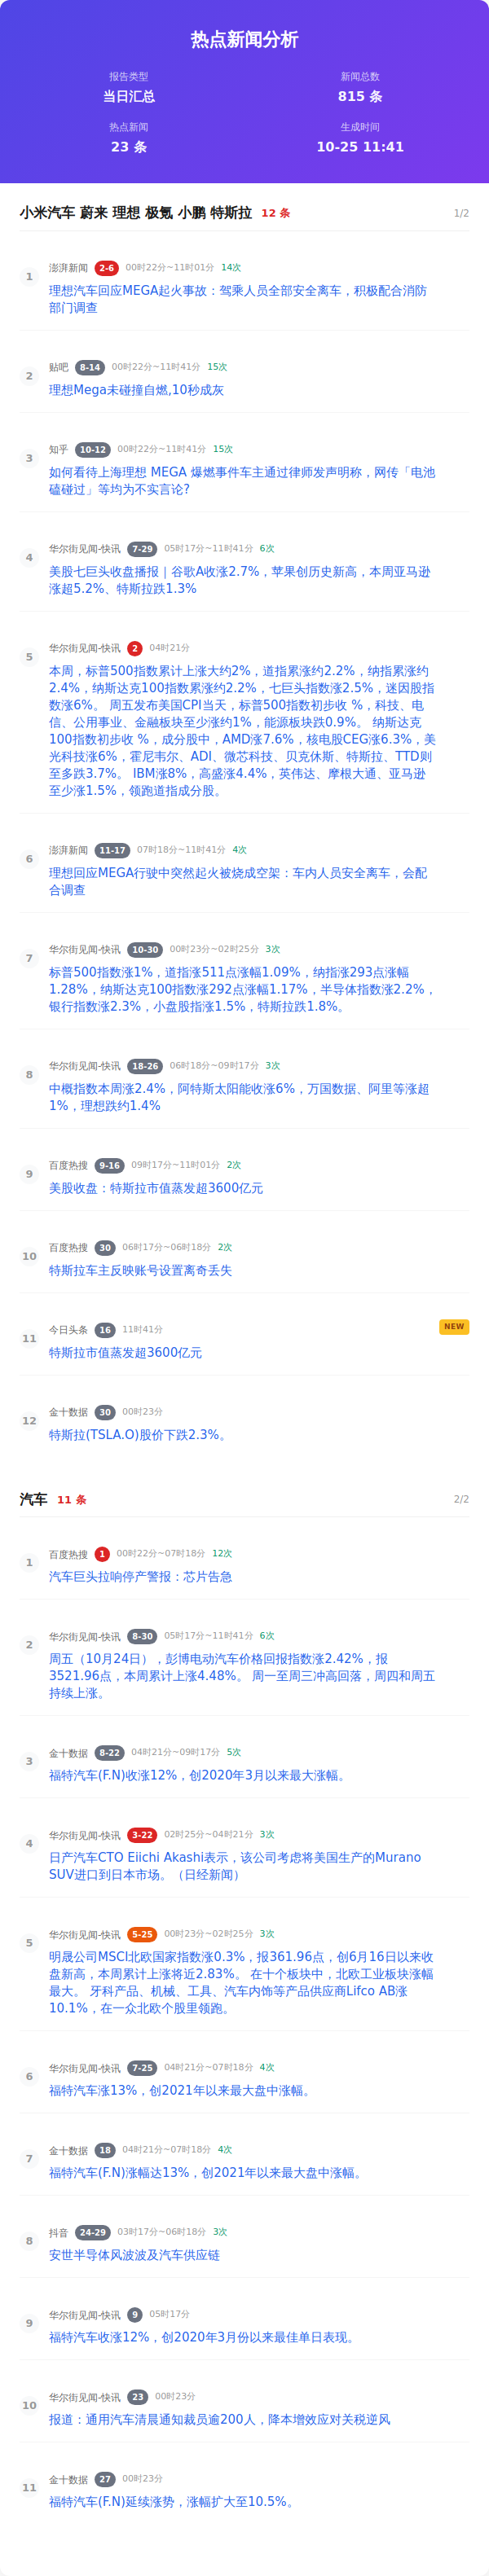 热点新闻分析
报告类型
新闻总数
当日汇总
815 条
热点新闻
生成时间
23 条
10-25 11:41
小米汽车 蔚来 理想 极氪 小鹏 特斯拉 12 条 1/2
1
澎湃新闻 2-6 00时22分~11时01分 14次
理想汽车回应MEGA起火事故：驾乘人员全部安全离车，积极配合消防
部门调查
2
贴吧 8-14 00时22分~11时41分 15次
理想Mega未碰撞自燃,10秒成灰
3
知乎 10-12 00时22分~11时41分 15次
如何看待上海理想 MEGA 爆燃事件车主通过律师发声明称，网传「电池
磕碰过」等均为不实言论?
4
华尔街见闻-快讯 7-29 05时17分~11时41分 6次
美股七巨头收盘播报｜谷歌A收涨2.7%，苹果创历史新高，本周亚马逊
涨超5.2%、特斯拉跌1.3%
5
华尔街见闻-快讯 2 04时21分
本周，标普500指数累计上涨大约2%，道指累涨约2.2%，纳指累涨约
2.4%，纳斯达克100指数累涨约2.2%，七巨头指数涨2.5%，迷因股指
数涨6%。 周五发布美国CPI当天，标普500指数初步收 %，科技、电
信、公用事业、金融板块至少涨约1%，能源板块跌0.9%。 纳斯达克
100指数初步收 %，成分股中，AMD涨7.6%，核电股CEG涨6.3%，美
光科技涨6%，霍尼韦尔、ADI、微芯科技、贝克休斯、特斯拉、TTD则
至多跌3.7%。 IBM涨8%，高盛涨4.4%，英伟达、摩根大通、亚马逊
至少涨1.5%，领跑道指成分股。
6
澎湃新闻 11-17 07时18分~11时41分 4次
理想回应MEGA行驶中突然起火被烧成空架：车内人员安全离车，会配
合调查
7
华尔街见闻-快讯 10-30 00时23分~02时25分 3次
标普500指数涨1%，道指涨511点涨幅1.09%，纳指涨293点涨幅
1.28%，纳斯达克100指数涨292点涨幅1.17%，半导体指数涨2.2%，
银行指数涨2.3%，小盘股指涨1.5%，特斯拉跌1.8%。
8
华尔街见闻-快讯 18-26 06时18分~09时17分 3次
中概指数本周涨2.4%，阿特斯太阳能收涨6%，万国数据、阿里等涨超
1%，理想跌约1.4%
9
百度热搜 9-16 09时17分~11时01分 2次
美股收盘：特斯拉市值蒸发超3600亿元
10
百度热搜 30 06时17分~06时18分 2次
特斯拉车主反映账号设置离奇丢失
11
今日头条 16 11时41分 NEW
特斯拉市值蒸发超3600亿元
12
金十数据 30 00时23分
特斯拉(TSLA.O)股价下跌2.3%。
汽车 11 条 2/2
1
百度热搜 1 00时22分~07时18分 12次
汽车巨头拉响停产警报：芯片告急
2
华尔街见闻-快讯 8-30 05时17分~11时41分 6次
周五（10月24日），彭博电动汽车价格回报指数涨2.42%，报
3521.96点，本周累计上涨4.48%。 周一至周三冲高回落，周四和周五
持续上涨。
3
金十数据 8-22 04时21分~09时17分 5次
福特汽车(F.N)收涨12%，创2020年3月以来最大涨幅。
4
华尔街见闻-快讯 3-22 02时25分~04时21分 3次
日产汽车CTO Eiichi Akashi表示，该公司考虑将美国生产的Murano
SUV进口到日本市场。（日经新闻）
5
华尔街见闻-快讯 5-25 00时23分~02时25分 3次
明晟公司MSCI北欧国家指数涨0.3%，报361.96点，创6月16日以来收
盘新高，本周累计上涨将近2.83%。 在十个板块中，北欧工业板块涨幅
最大。 牙科产品、机械、工具、汽车内饰等产品供应商Lifco AB涨
10.1%，在一众北欧个股里领跑。
6
华尔街见闻-快讯 7-25 04时21分~07时18分 4次
福特汽车涨13%，创2021年以来最大盘中涨幅。
7
金十数据 18 04时21分~07时18分 4次
福特汽车(F.N)涨幅达13%，创2021年以来最大盘中涨幅。
8
抖音 24-29 03时17分~06时18分 3次
安世半导体风波波及汽车供应链
9
华尔街见闻-快讯 9 05时17分
福特汽车收涨12%，创2020年3月份以来最佳单日表现。
10
华尔街见闻-快讯 23 00时23分
报道：通用汽车清晨通知裁员逾200人，降本增效应对关税逆风
11
金十数据 27 00时23分
福特汽车(F.N)延续涨势，涨幅扩大至10.5%。